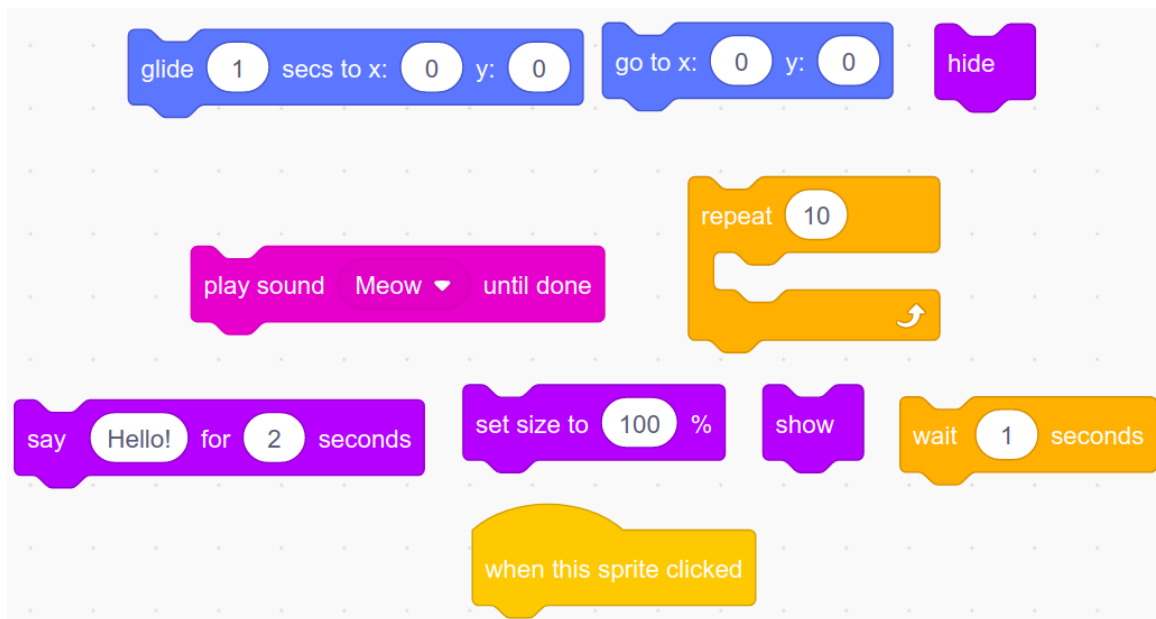 glide 1 secs to x: 0 y: 0
go to x: 0 y: 0
hide
repeat 10
play sound Meow until done
say Hello! for 2 seconds
set size to 100 %
show
wait 1 seconds
when this sprite clicked